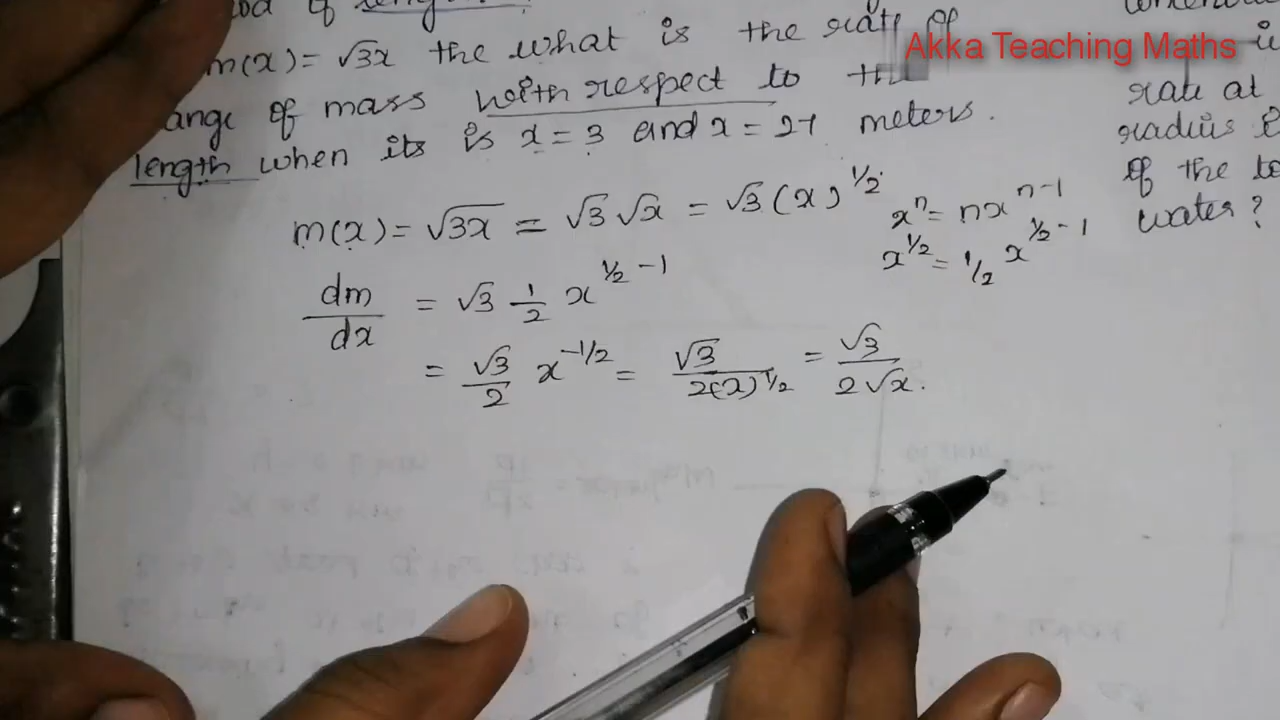 of length
m(x) = √3x the what is the rate of
ange of mass with respect to the
length when its is x = 3 and x = 27 meters.
m(x) = √3x = √3 √x = √3 (x)^1/2
x^n = nx^n-1
x^1/2 = 1/2 x^1/2-1
dm/dx = √3 1/2 x^1/2-1
= √3/2 x^-1/2 = √3/2(x)^1/2 = √3/2√x.
Akka Teaching Maths
rate at
radius
of the to
water?